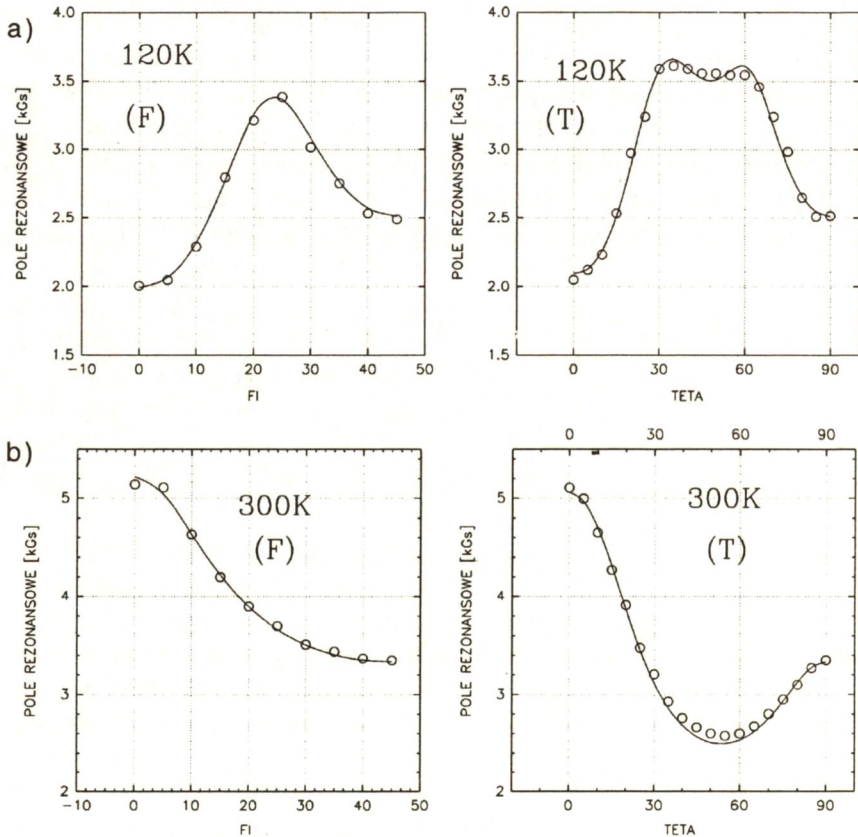 a)
POLE REZONANSOWE [kGs]
4.0
3.5
3.0
2.5
2.0
1.5
120K
(F)
-10 0 10 20 30 40 50
FI
POLE REZONANSOWE [kGs]
4.0
3.5
3.0
2.5
2.0
1.5
120K
(T)
0 30 60 90
TETA
b)
POLE REZONANSOWE [kGs]
5
4
3
2
300K
(F)
-10 0 10 20 30 40 50
FI
0 30 60 90
POLE REZONANSOWE [kGs]
5
4
3
2
300K
(T)
0 30 60 90
TETA